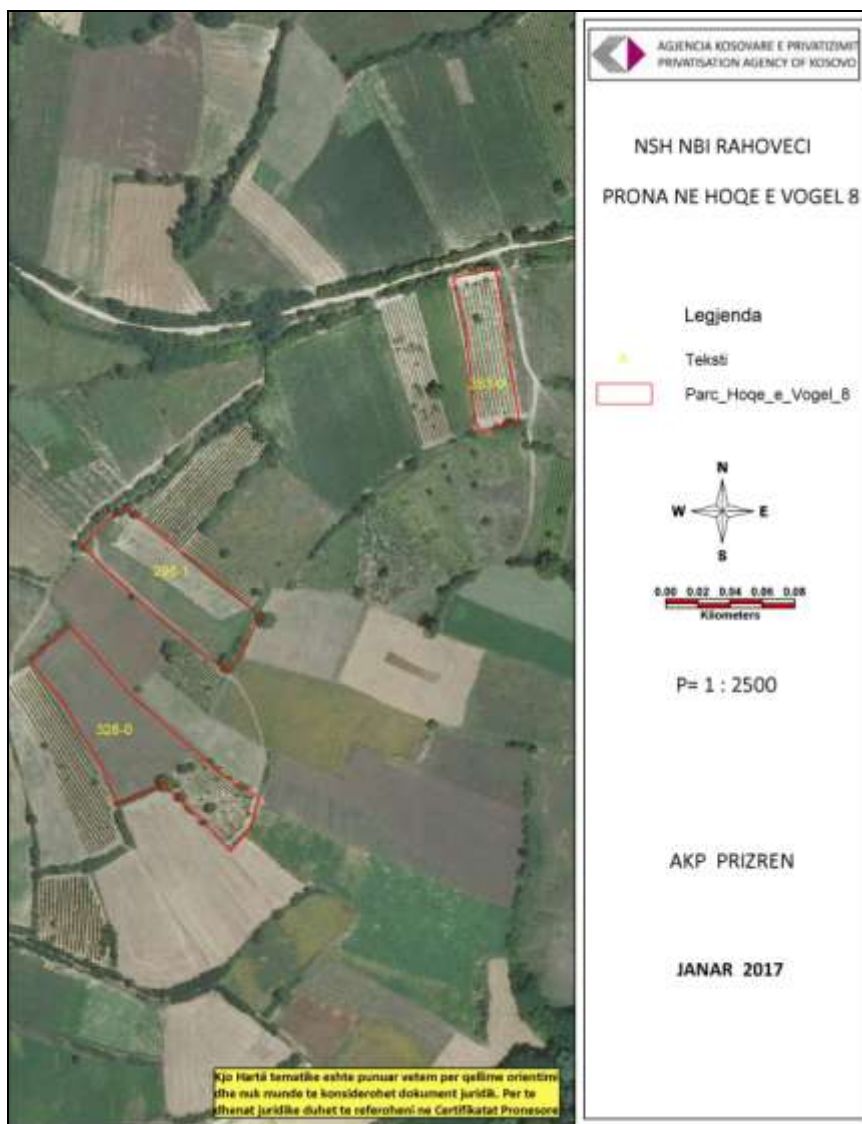 AGJENCIA KOSOVARE E PRIVATIZIMIT
PRIVATISATION AGENCY OF KOSOVO
NSH NBI RAHOVECI
PRONA NE HOQE E VOGEL 8
Legjenda
Teksti
Parc_Hoqe_e_Vogel_8
N
W E
S
0.00 0.02 0.04 0.06 0.08
Kilometers
P= 1 : 2500
AKP PRIZREN
JANAR 2017
328-0
Kjo Hartë tematike eshte punuar vetem per qellime orientimi
dhe nuk munde te konsiderohet dokument juridik. Per te
dhenat juridike duhet te referoheni ne Certifikatat Pronesore